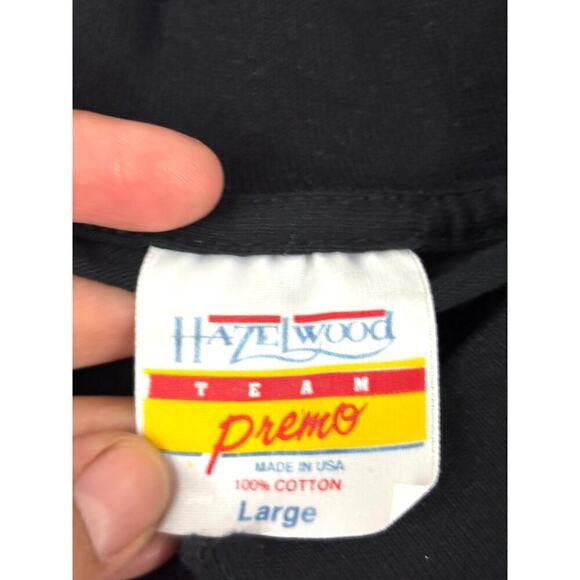 HAZELWOOD
TEAM
Premo
MADE IN USA
100% COTTON
Large